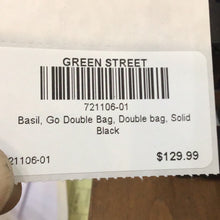 GREEN STREET
721106-01
Basil, Go Double Bag, Double bag, Solid
Black
21106-01 $129.99